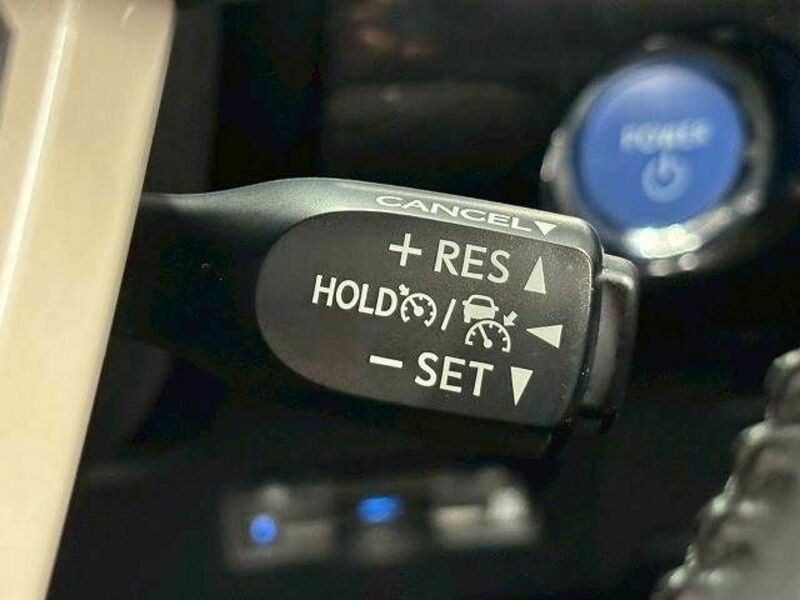 POWER
CANCEL
+ RES
HOLD /
- SET